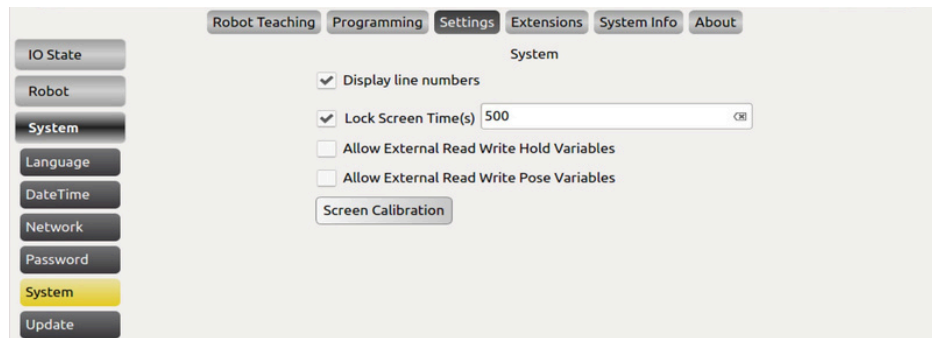 Robot Teaching Programming Settings Extensions System Info About
IO State
Robot
System
Language
DateTime
Network
Password
System
Update
System
Display line numbers
Lock Screen Time(s) 500
Allow External Read Write Hold Variables
Allow External Read Write Pose Variables
Screen Calibration